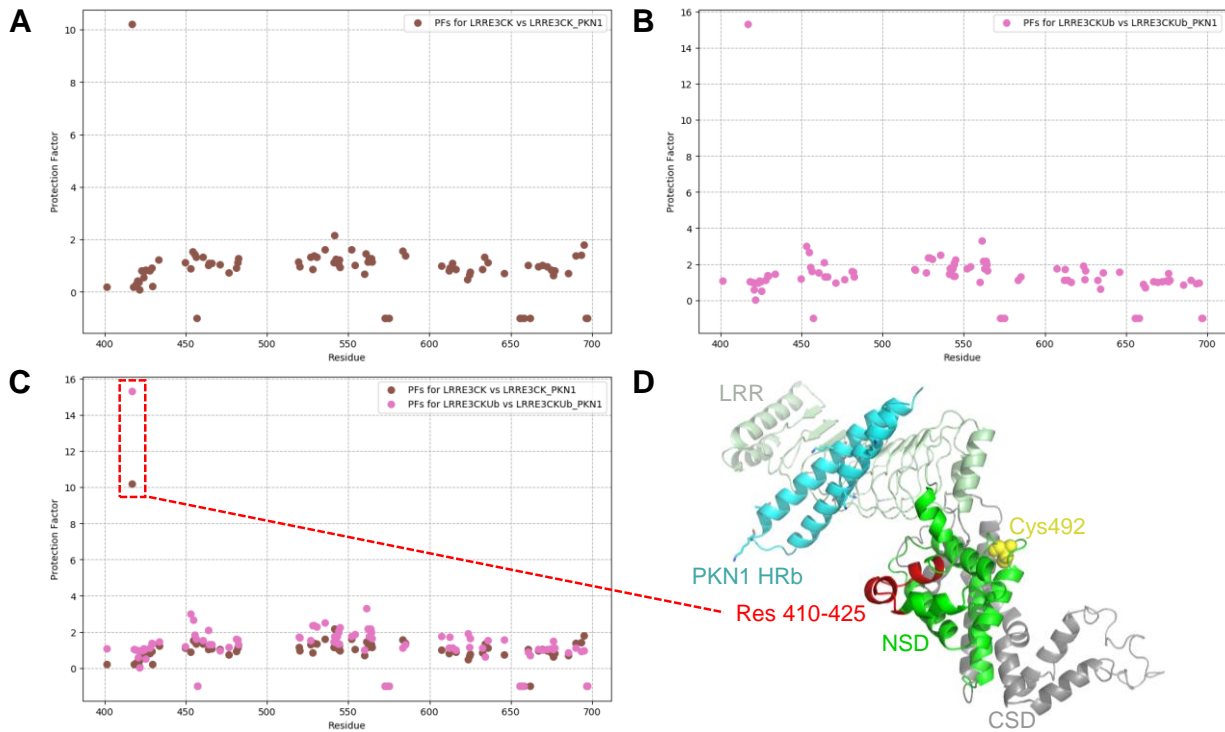 A
PFs for LRRE3CK vs LRRE3CK_PKN1
Protection Factor
10
8
6
4
2
0
400 450 500 550 600 650 700
Residue
B
PFs for LRRE3CKUb vs LRRE3CKUb_PKN1
Protection Factor
16
14
12
10
8
6
4
2
0
400 450 500 550 600 650 700
Residue
C
PFs for LRRE3CK vs LRRE3CK_PKN1
PFs for LRRE3CKUb vs LRRE3CKUb_PKN1
Protection Factor
16
14
12
10
8
6
4
2
0
400 450 500 550 600 650 700
Residue
D
LRR
Cys492
PKN1 HRb
Res 410-425
NSD
CSD